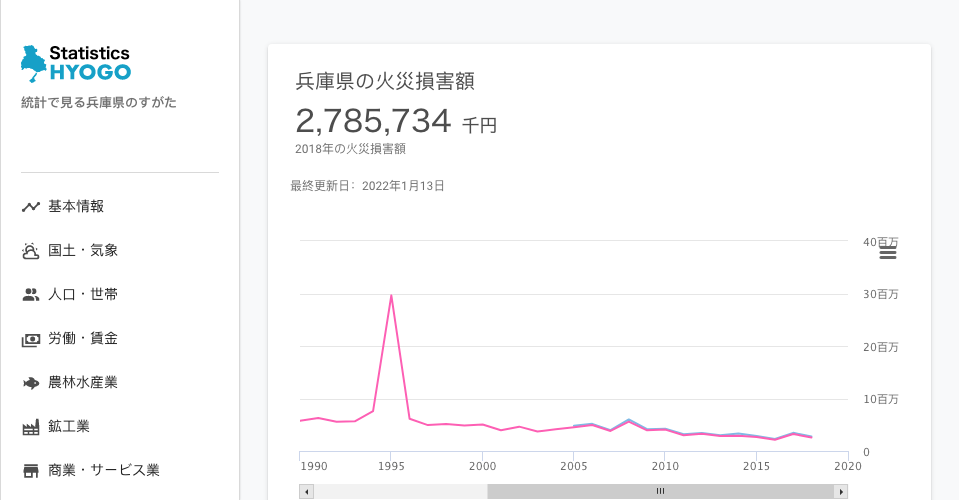 Statistics
HYOGO
統計で見る兵庫県のすがた
基本情報
国土・気象
人口・世帯
労働・賃金
農林水産業
鉱工業
商業・サービス業
兵庫県の火災損害額
2,785,734 千円
2018年の火災損害額
最終更新日: 2022年1月13日
40百万
30百万
20百万
10百万
0
1990 1995 2000 2005 2010 2015 2020